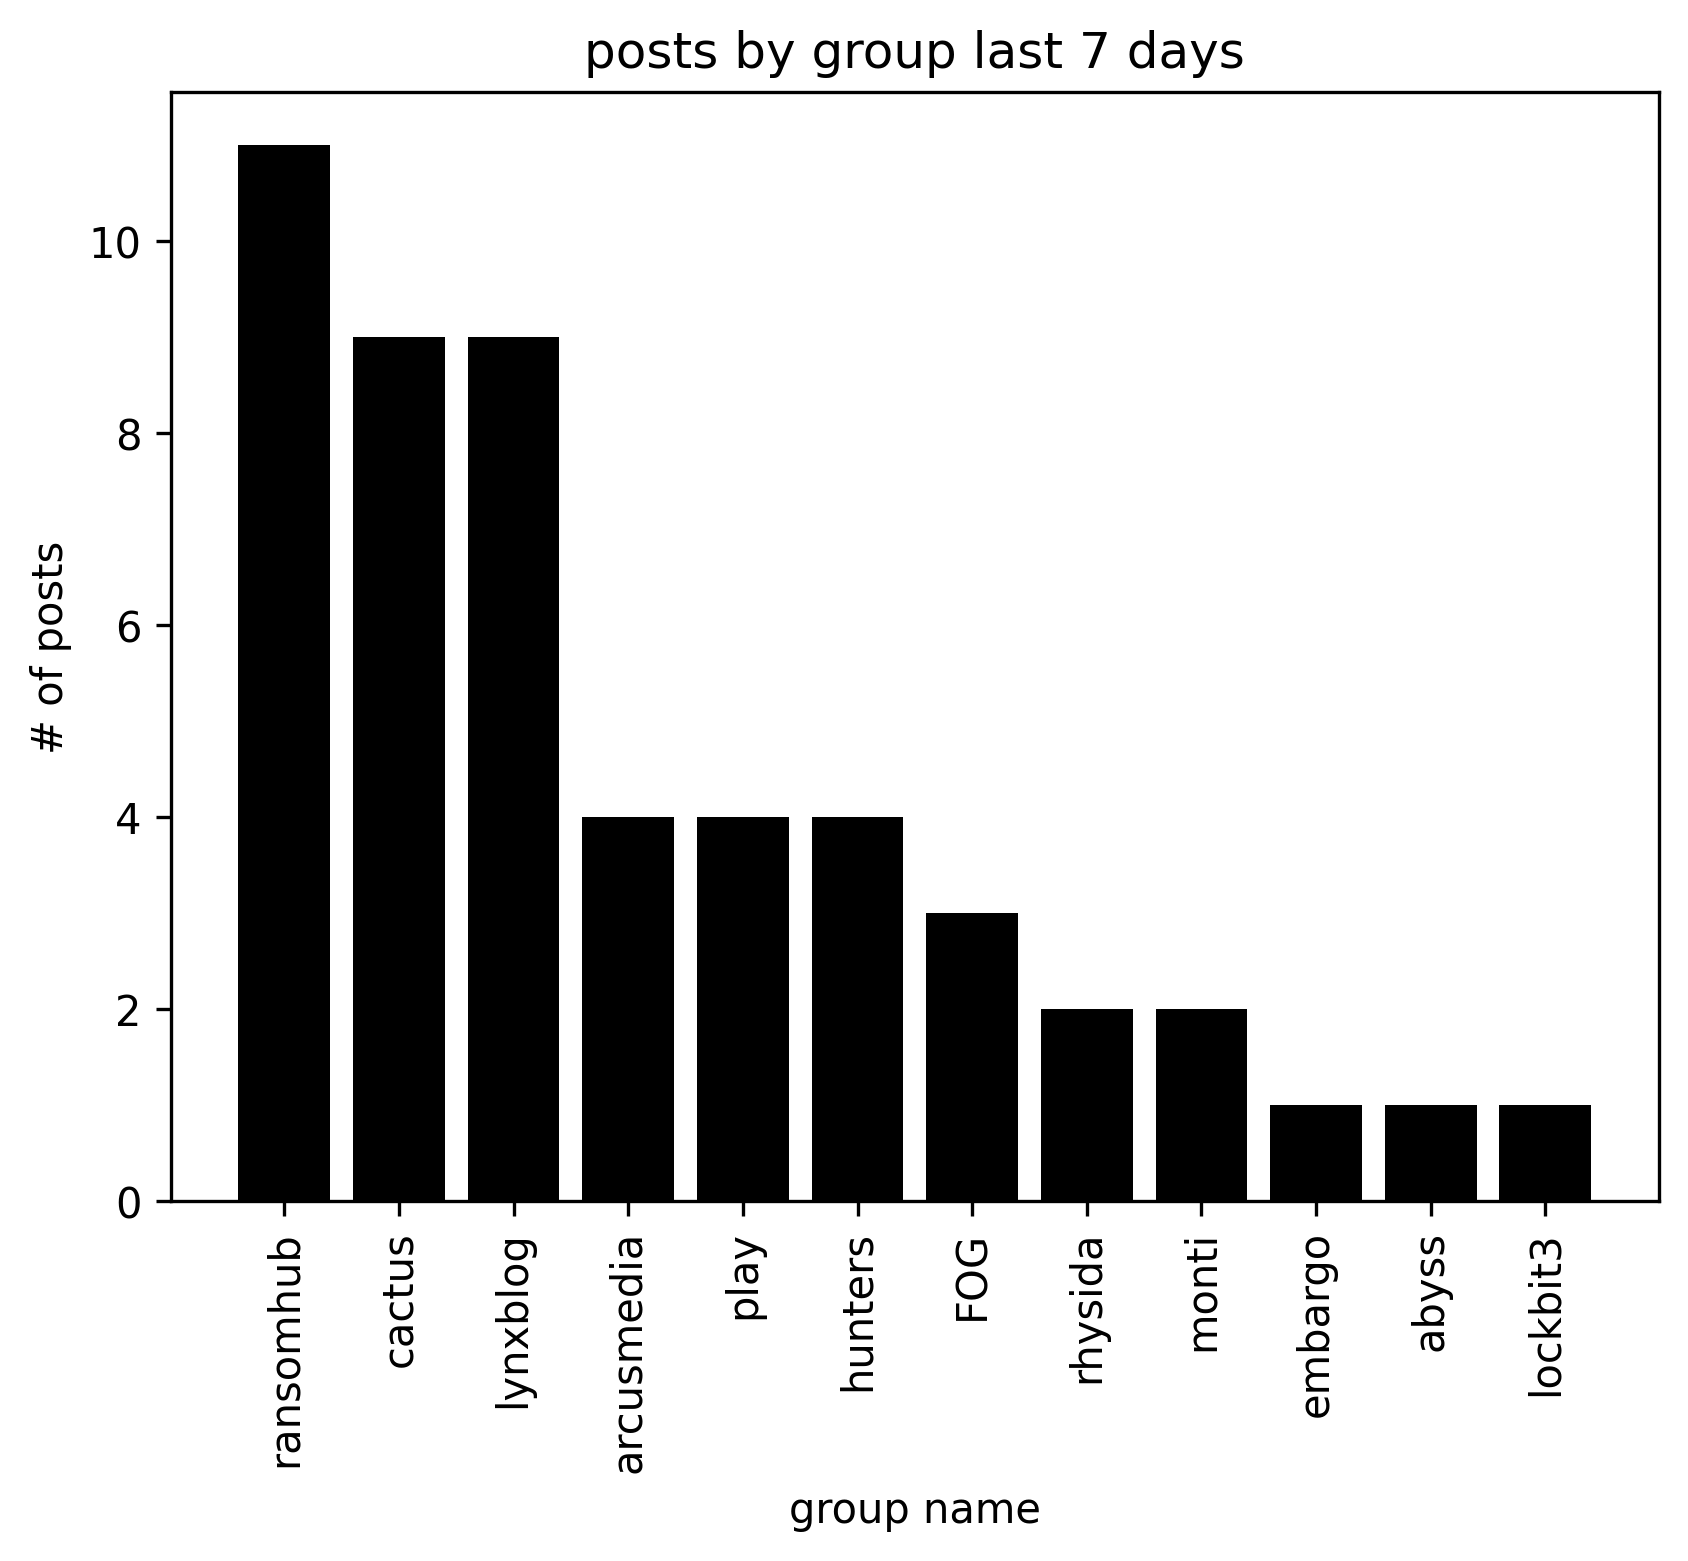 posts by group last 7 days
10
8
6
4
2
0
# of posts
ransomhub
cactus
lynxblog
arcusmedia
play
hunters
FOG
rhysida
monti
embargo
abyss
lockbit3
group name